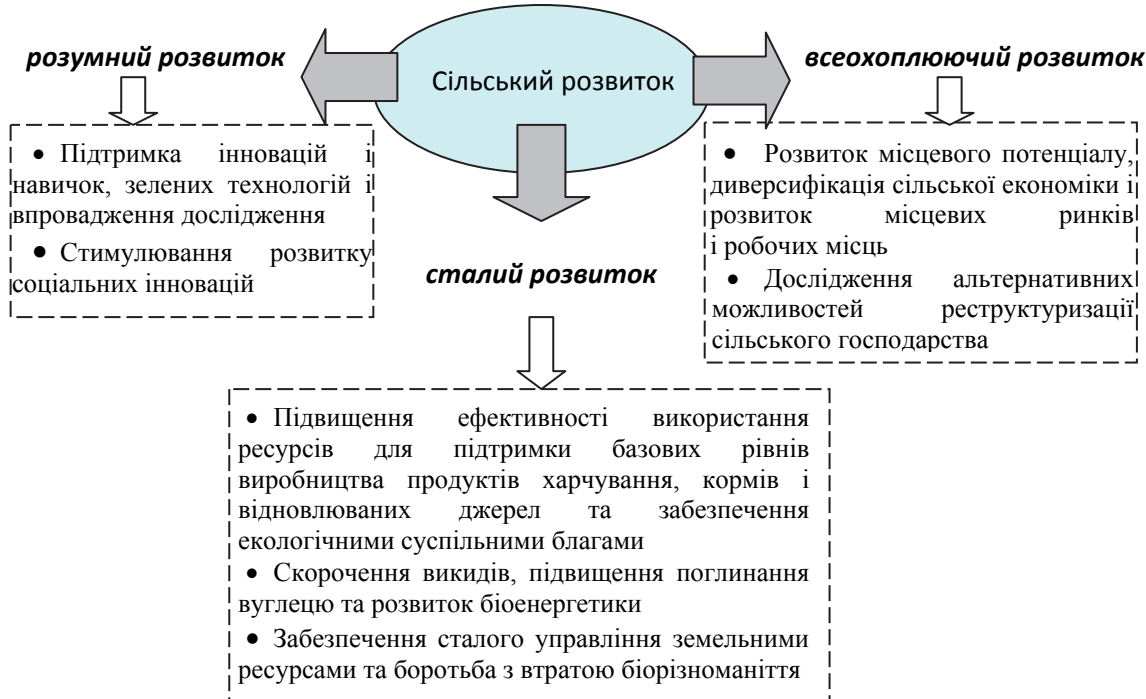 Сільський розвиток
розумний розвиток
• Підтримка інновацій і
навичок, зелених технологій і
впровадження дослідження
• Стимулювання розвитку
соціальних інновацій
сталий розвиток
• Підвищення ефективності використання
ресурсів для підтримки базових рівнів
виробництва продуктів харчування, кормів і
відновлюваних джерел та забезпечення
екологічними суспільними благами
• Скорочення викидів, підвищення поглинання
вуглецю та розвиток біоенергетики
• Забезпечення сталого управління земельними
ресурсами та боротьба з втратою біорізноманіття
всеохоплюючий розвиток
• Розвиток місцевого потенціалу,
диверсифікація сільської економіки і
розвиток місцевих ринків
і робочих місць
• Дослідження альтернативних
можливостей реструктуризації
сільського господарства